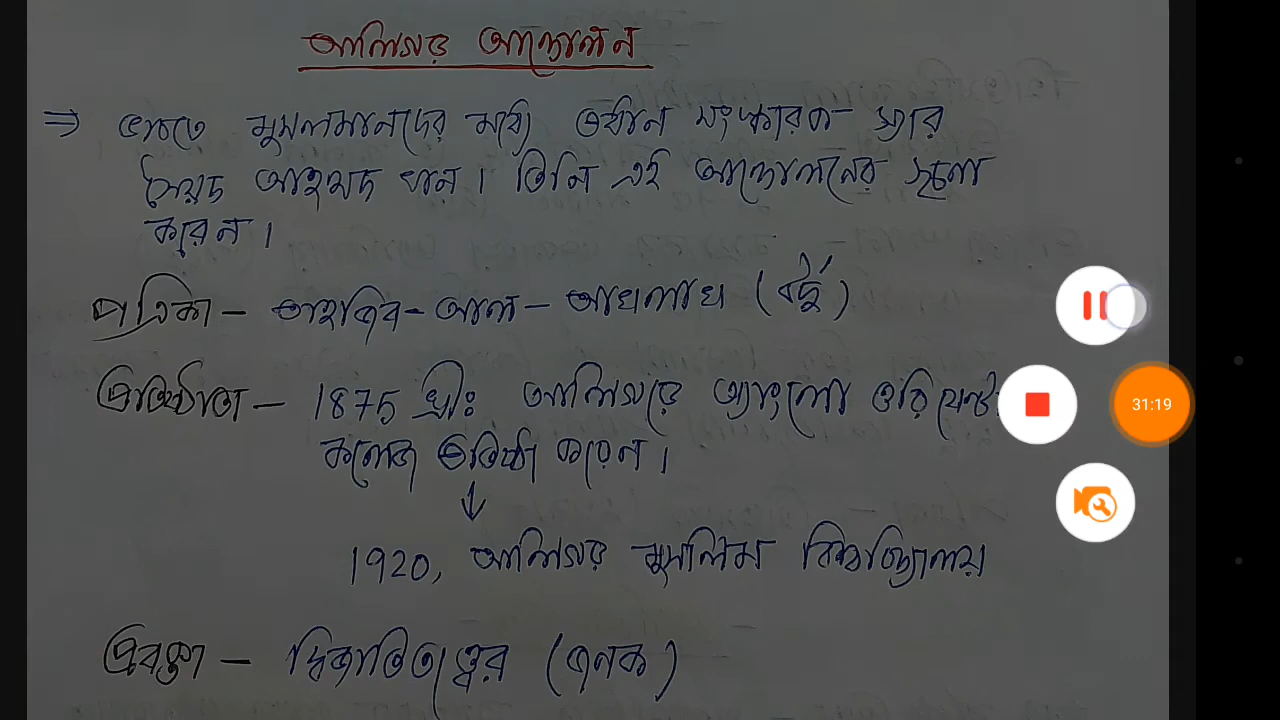 আলিগড় আন্দোলন
⇒ ভারতে মুসলমানদের মধ্যে প্রধান সংস্কারক স্যার
সৈয়দ আহমদ খান। তিনি এই আন্দোলনের সূচনা
করেন।
পত্রিকা – তাহজিব-আল-আখলাখ (উর্দু)
প্রতিষ্ঠাতা – 1875 খ্রীঃ আলিগড়ে অ্যাংলো ওরিয়েন্টা
কলেজ প্রতিষ্ঠা করেন।
↓
1920, আলিগড় মুসলিম বিশ্ববিদ্যালয়
প্রবক্তা – দ্বিজাতিতত্ত্বের (জনক)
31:19